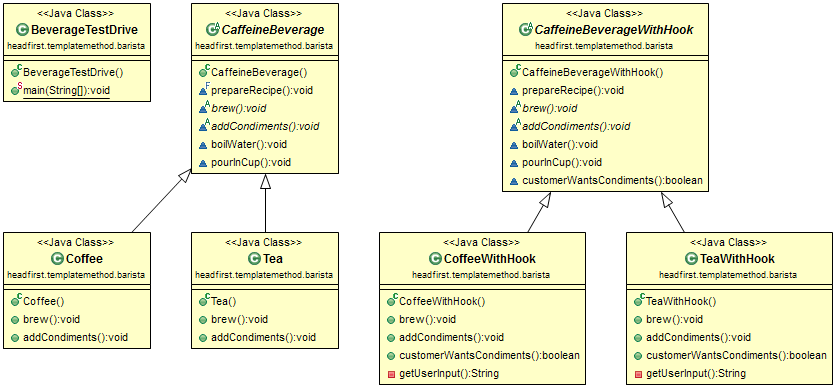 <<Java Class>>
BeverageTestDrive
headfirst.templatemethod.barista
BeverageTestDrive()
main(String[]):void
<<Java Class>>
CaffeineBeverage
headfirst.templatemethod.barista
CaffeineBeverage()
prepareRecipe():void
brew():void
addCondiments():void
boilWater():void
pourInCup():void
<<Java Class>>
CaffeineBeverageWithHook
headfirst.templatemethod.barista
CaffeineBeverageWithHook()
prepareRecipe():void
brew():void
addCondiments():void
boilWater():void
pourInCup():void
customerWantsCondiments():boolean
<<Java Class>>
Coffee
headfirst.templatemethod.barista
Coffee()
brew():void
addCondiments():void
<<Java Class>>
Tea
headfirst.templatemethod.barista
Tea()
brew():void
addCondiments():void
<<Java Class>>
CoffeeWithHook
headfirst.templatemethod.barista
CoffeeWithHook()
brew():void
addCondiments():void
customerWantsCondiments():boolean
getUserInput():String
<<Java Class>>
TeaWithHook
headfirst.templatemethod.barista
TeaWithHook()
brew():void
addCondiments():void
customerWantsCondiments():boolean
getUserInput():String